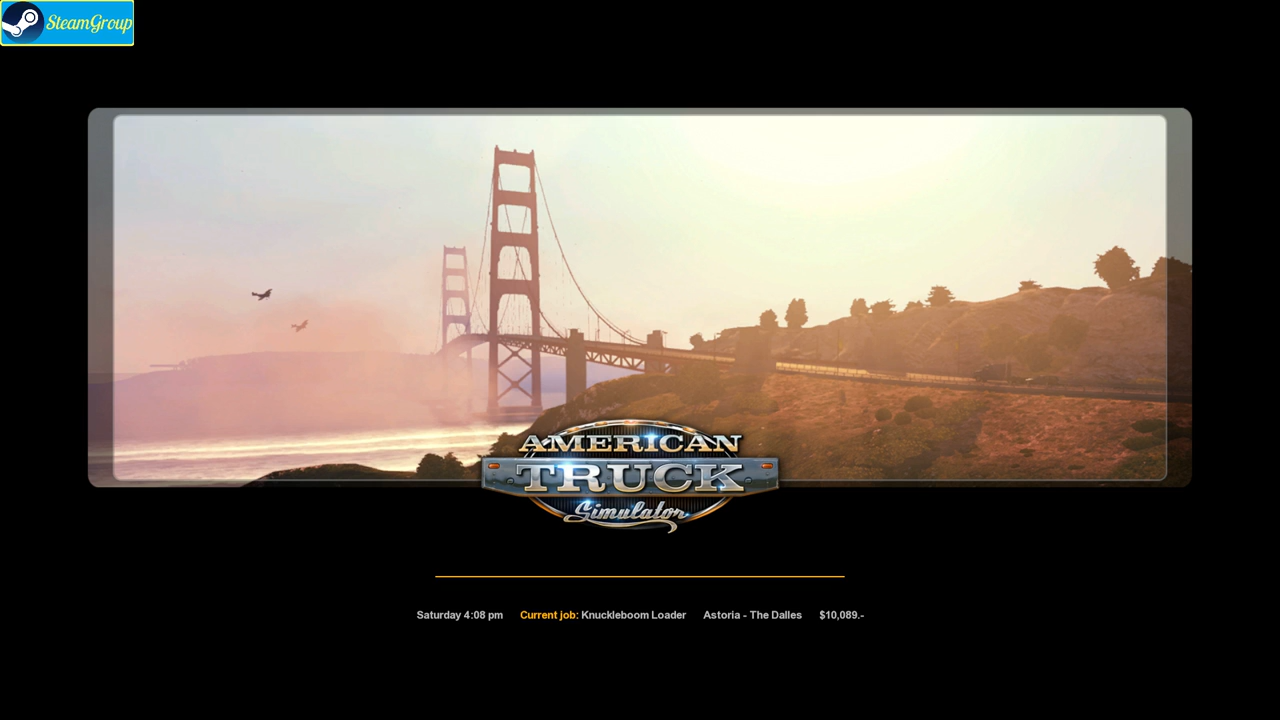 SteamGroup
AMERICAN
TRUCK
Simulator
Saturday 4:08 pm Current job: Knuckleboom Loader Astoria - The Dalles $10,089.-